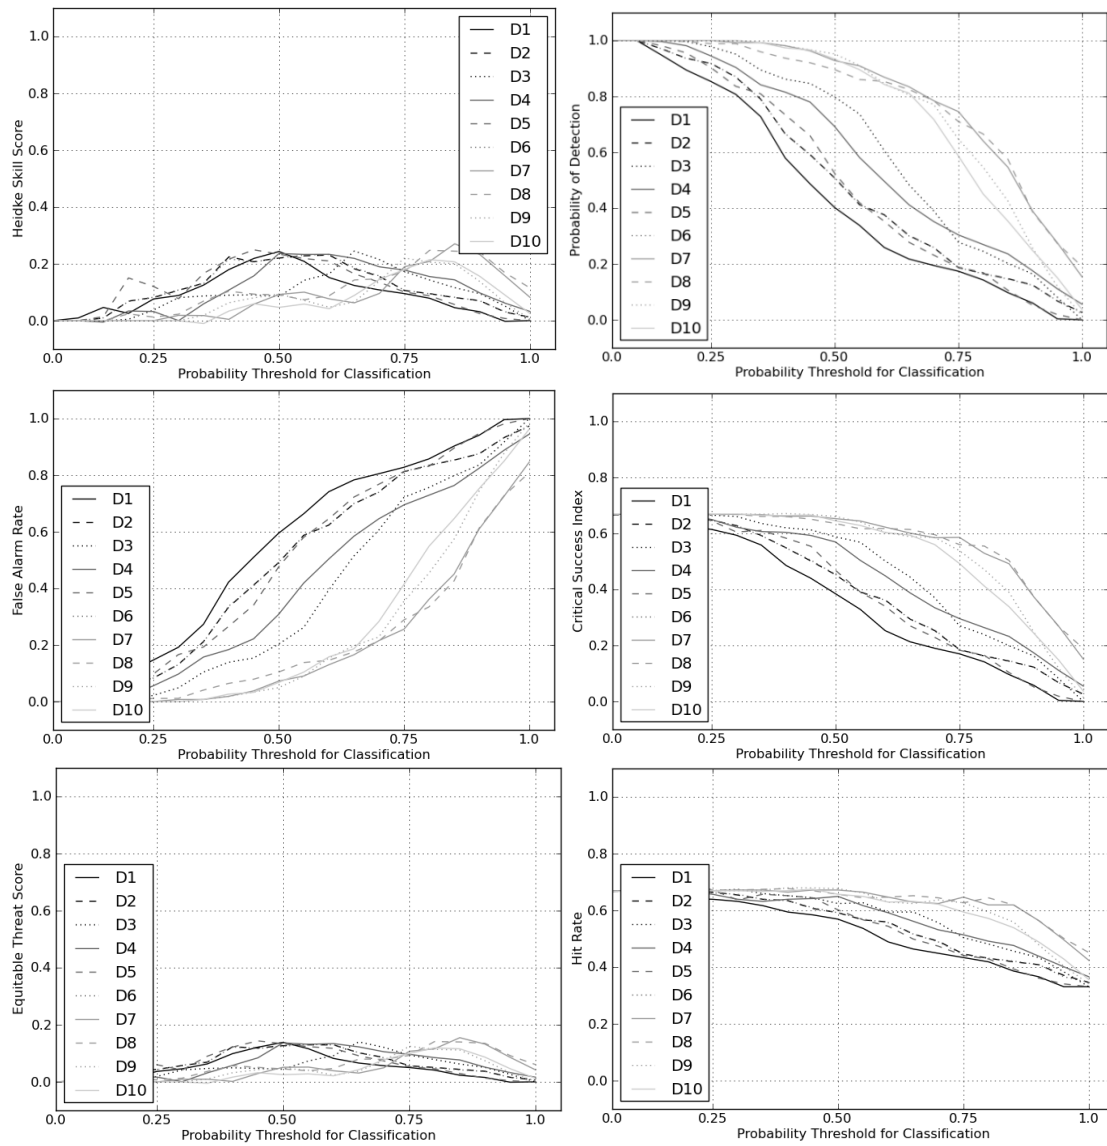 1.0
0.8
0.6
0.4
0.2
0.0
Heidke Skill Score
D1
D2
D3
D4
D5
D6
D7
D8
D9
D10
0.0 0.25 0.50 0.75 1.0
Probability Threshold for Classification
1.0
0.8
0.6
0.4
0.2
0.0
Probability of Detection
D1
D2
D3
D4
D5
D6
D7
D8
D9
D10
0.0 0.25 0.50 0.75 1.0
Probability Threshold for Classification
1.0
0.8
0.6
0.4
0.2
0.0
False Alarm Rate
D1
D2
D3
D4
D5
D6
D7
D8
D9
D10
0.0 0.25 0.50 0.75 1.0
Probability Threshold for Classification
1.0
0.8
0.6
0.4
0.2
0.0
Critical Success Index
D1
D2
D3
D4
D5
D6
D7
D8
D9
D10
0.0 0.25 0.50 0.75 1.0
Probability Threshold for Classification
1.0
0.8
0.6
0.4
0.2
0.0
Equitable Threat Score
D1
D2
D3
D4
D5
D6
D7
D8
D9
D10
0.0 0.25 0.50 0.75 1.0
Probability Threshold for Classification
1.0
0.8
0.6
0.4
0.2
0.0
Hit Rate
D1
D2
D3
D4
D5
D6
D7
D8
D9
D10
0.0 0.25 0.50 0.75 1.0
Probability Threshold for Classification